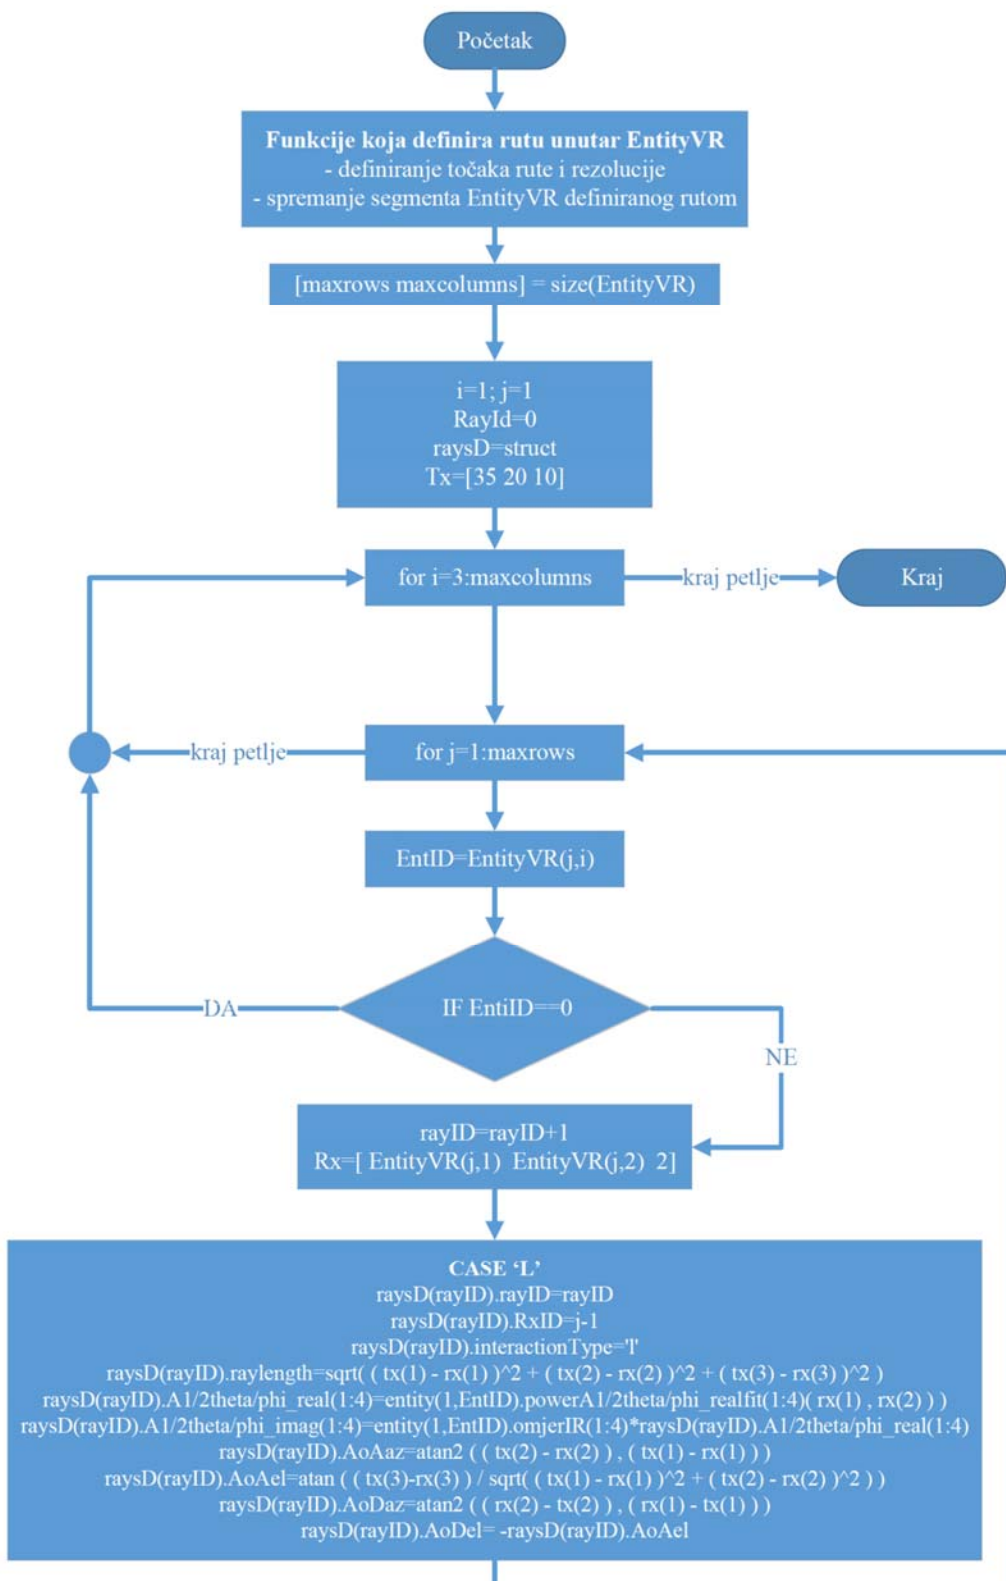 Početak
Funkcije koja definira rutu unutar EntityVR
- definiranje točaka rute i rezolucije
- spremanje segmenta EntityVR definiranog rutom
[maxrows maxcolumns] = size(EntityVR)
i=1; j=1
RayId=0
raysD=struct
Tx=[35 20 10]
for i=3:maxcolumns
kraj petlje
Kraj
kraj petlje
for j=1:maxrows
EntID=EntityVR(j,i)
DA
IF EntiID==0
NE
rayID=rayID+1
Rx=[ EntityVR(j,1) EntityVR(j,2) 2]
CASE ‘L’
raysD(rayID).rayID=rayID
raysD(rayID).RxID=j-1
raysD(rayID).interactionType='l'
raysD(rayID).raylength=sqrt( ( tx(1) - rx(1) )^2 + ( tx(2) - rx(2) )^2 + ( tx(3) - rx(3) )^2 )
raysD(rayID).A1/2theta/phi_real(1:4)=entity(1,EntID).powerA1/2theta/phi_realfit(1:4)( rx(1) , rx(2) ) )
raysD(rayID).A1/2theta/phi_imag(1:4)=entity(1,EntID).omjerIR(1:4)*raysD(rayID).A1/2theta/phi_real(1:4)
raysD(rayID).AoAaz=atan2 ( ( tx(2) - rx(2) ) , ( tx(1) - rx(1) ) )
raysD(rayID).AoAel=atan ( ( tx(3)-rx(3) ) / sqrt( ( tx(1) - rx(1) )^2 + ( tx(2) - rx(2) )^2 ) )
raysD(rayID).AoDaz=atan2 ( ( rx(2) - tx(2) ) , ( rx(1) - tx(1) ) )
raysD(rayID).AoDel= -raysD(rayID).AoAel